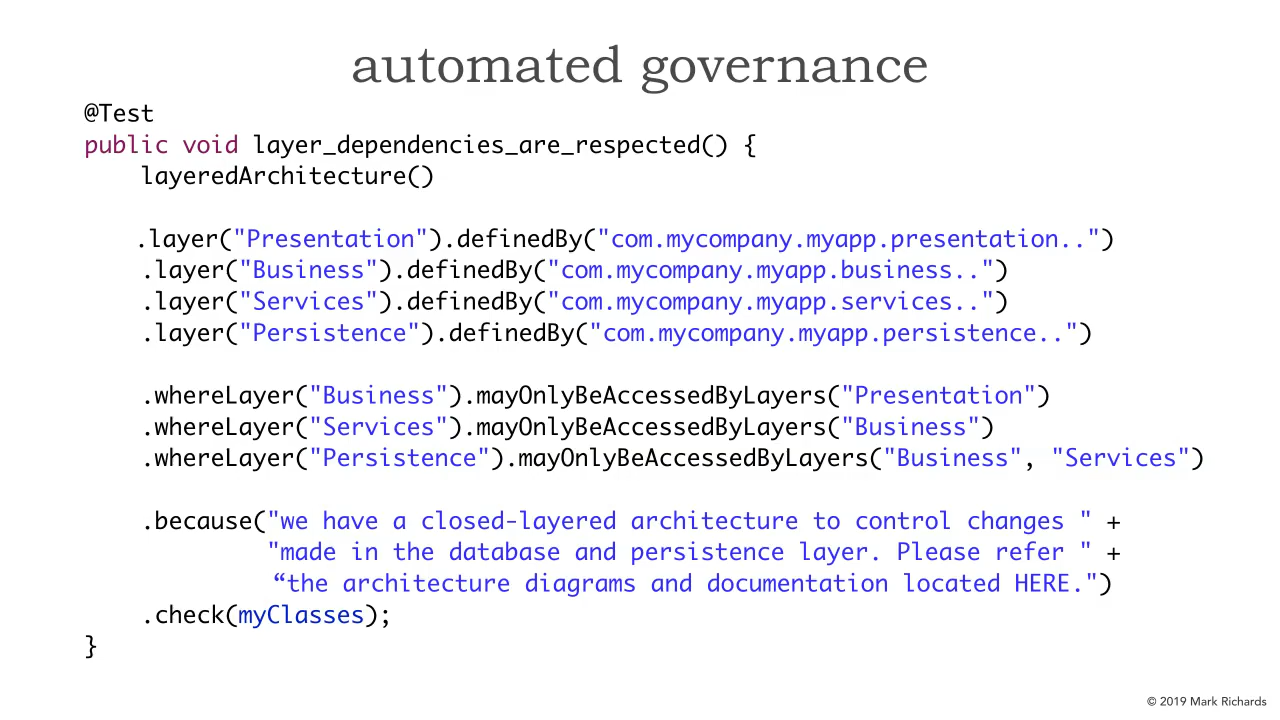 automated governance
@Test
public void layer_dependencies_are_respected() {
layeredArchitecture()
.layer("Presentation").definedBy("com.mycompany.myapp.presentation..")
.layer("Business").definedBy("com.mycompany.myapp.business..")
.layer("Services").definedBy("com.mycompany.myapp.services..")
.layer("Persistence").definedBy("com.mycompany.myapp.persistence..")
.whereLayer("Business").mayOnlyBeAccessedByLayers("Presentation")
.whereLayer("Services").mayOnlyBeAccessedByLayers("Business")
.whereLayer("Persistence").mayOnlyBeAccessedByLayers("Business", "Services")
.because("we have a closed-layered architecture to control changes " +
"made in the database and persistence layer. Please refer " +
“the architecture diagrams and documentation located HERE.")
.check(myClasses);
}
© 2019 Mark Richards